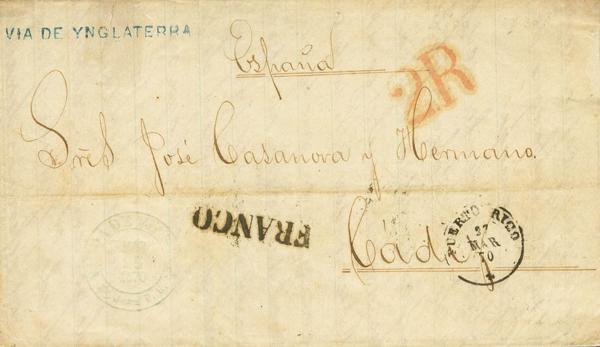 VIA DE YNGLATERRA
España
2R
Sres José Casanova y Hermano.
FRANCO
Cádiz
PUERTO RICO
MAR
70